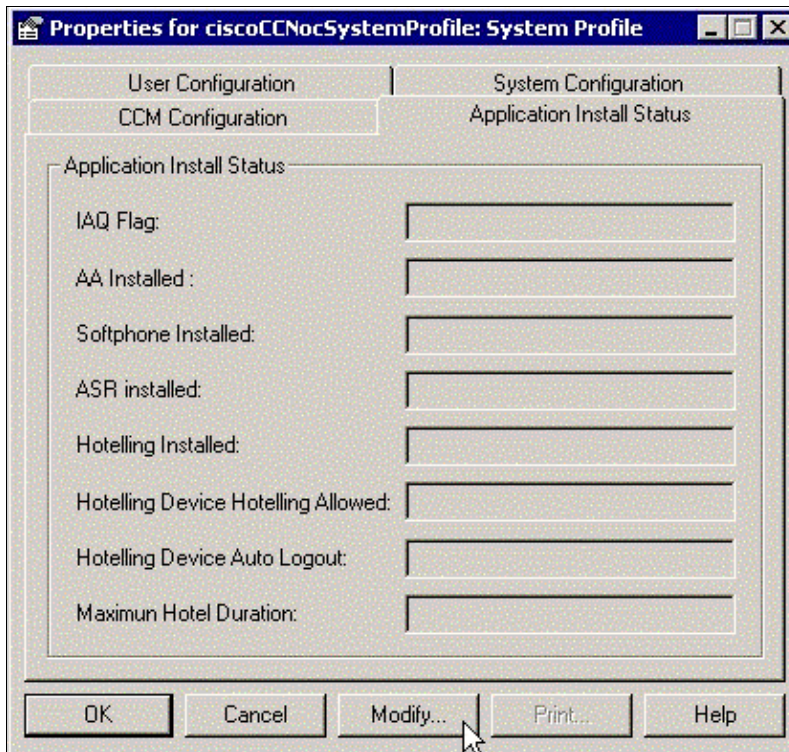 Properties for ciscoCCNocSystemProfile: System Profile
User Configuration
System Configuration
CCM Configuration
Application Install Status
Application Install Status
IAQ Flag:
AA Installed :
Softphone Installed:
ASR installed:
Hotelling Installed:
Hotelling Device Hotelling Allowed:
Hotelling Device Auto Logout:
Maximun Hotel Duration:
OK
Cancel
Modify...
Print...
Help